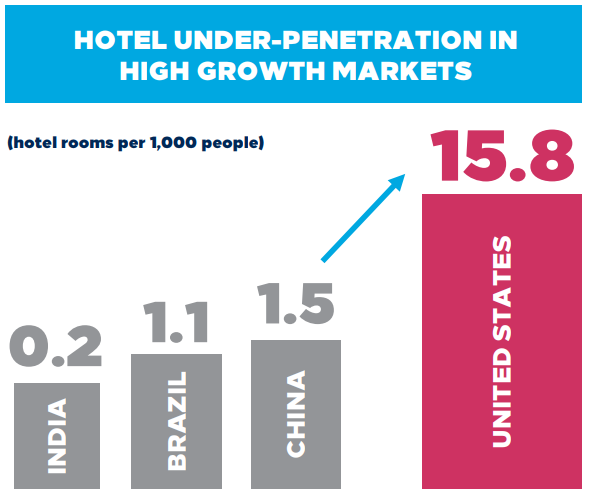 HOTEL UNDER-PENETRATION IN
HIGH GROWTH MARKETS
(hotel rooms per 1,000 people)
0.2
INDIA
1.1
BRAZIL
1.5
CHINA
15.8
UNITED STATES